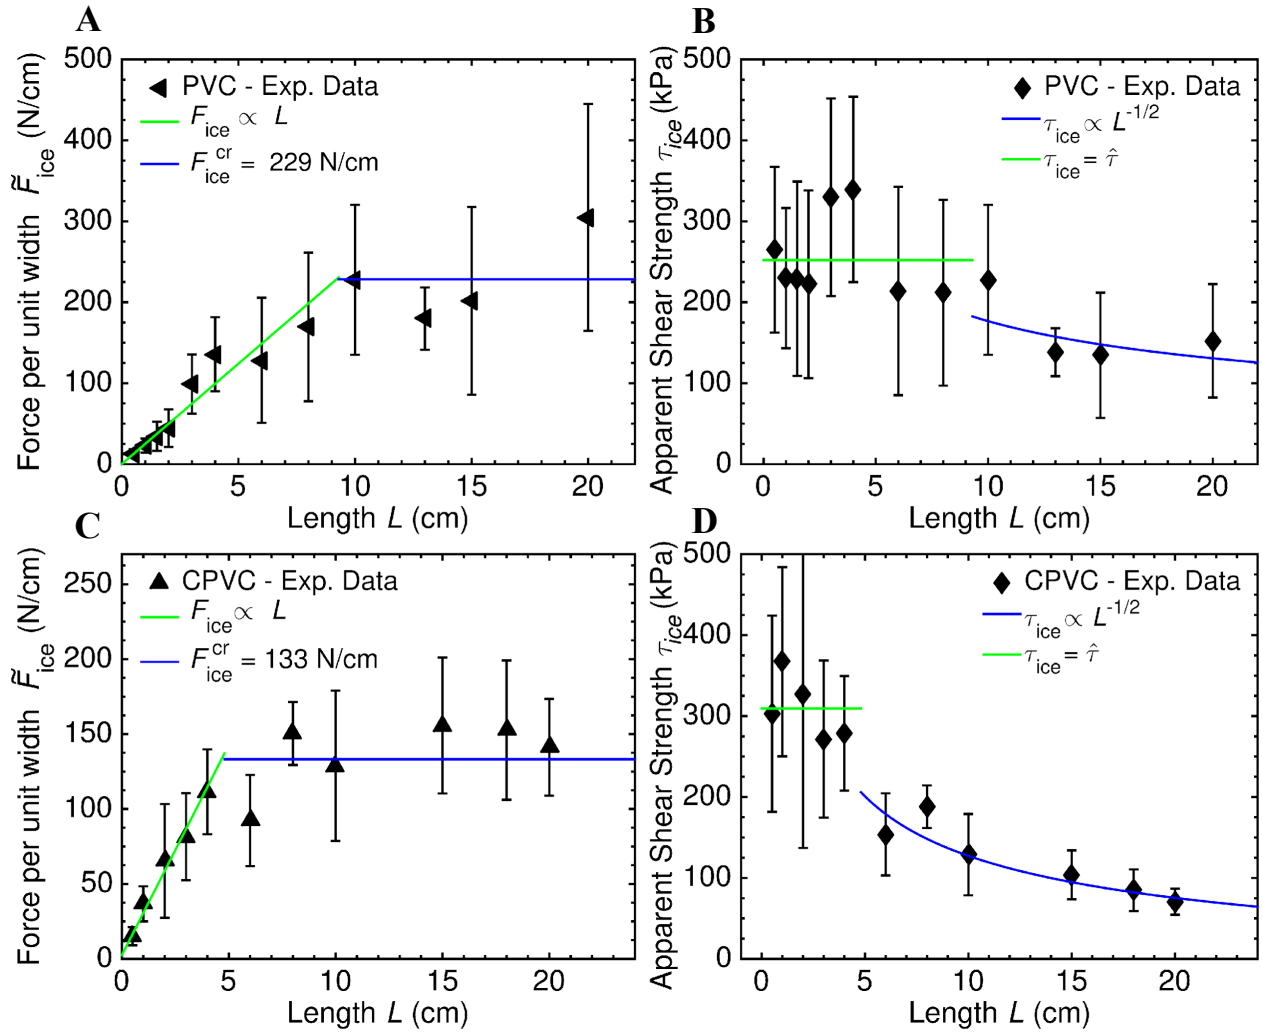 A
Force per unit width F̃ice (N/cm)
500
400
300
200
100
0
PVC - Exp. Data
Fice ∝ L
Fice^cr = 229 N/cm
0 5 10 15 20
Length L (cm)
B
Apparent Shear Strength τice (kPa)
500
400
300
200
100
0
PVC - Exp. Data
τice ∝ L^-1/2
τice = τ̂
0 5 10 15 20
Length L (cm)
C
Force per unit width F̃ice (N/cm)
250
200
150
100
50
0
CPVC - Exp. Data
Fice ∝ L
Fice^cr = 133 N/cm
0 5 10 15 20
Length L (cm)
D
Apparent Shear Strength τice (kPa)
500
400
300
200
100
0
CPVC - Exp. Data
τice ∝ L^-1/2
τice = τ̂
0 5 10 15 20
Length L (cm)